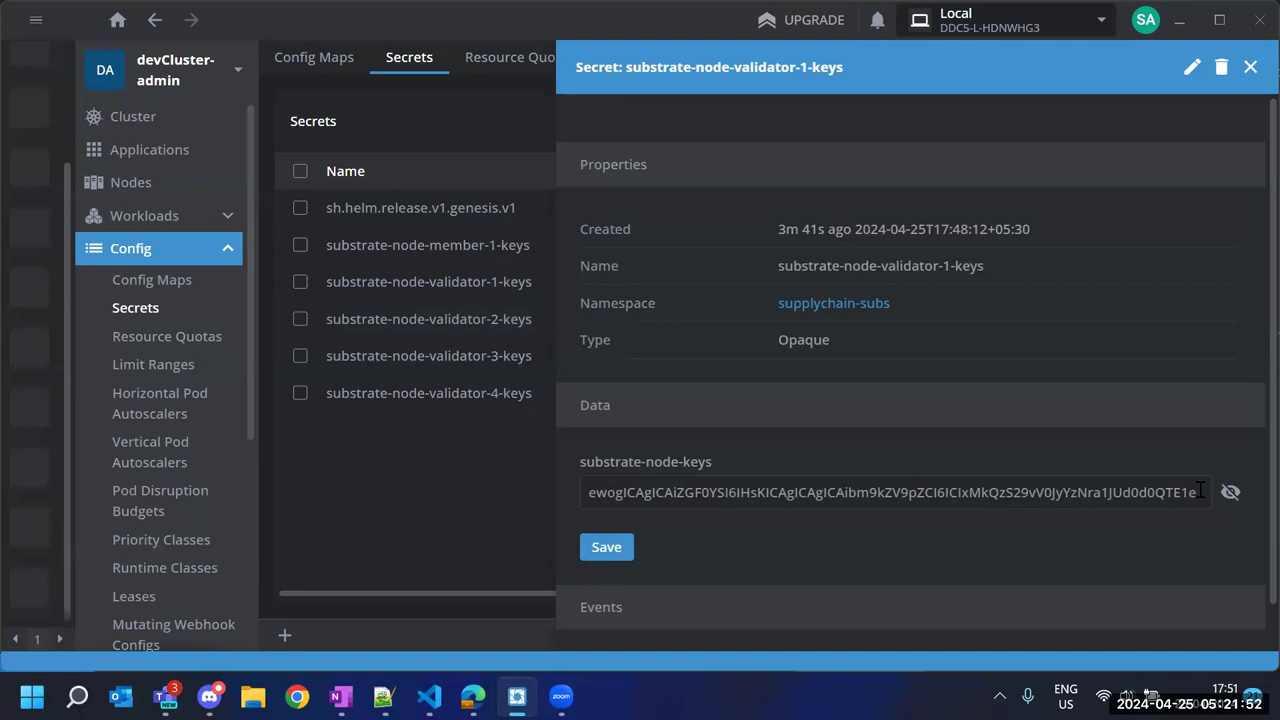 UPGRADE
Local
DDC5-L-HDNWHG3
SA
DA
devCluster-
admin
Cluster
Applications
Nodes
Workloads
Config
Config Maps
Secrets
Resource Quotas
Limit Ranges
Horizontal Pod
Autoscalers
Vertical Pod
Autoscalers
Pod Disruption
Budgets
Priority Classes
Runtime Classes
Leases
Mutating Webhook
Configs
1
Config Maps
Secrets
Resource Quo
Secrets
Name
sh.helm.release.v1.genesis.v1
substrate-node-member-1-keys
substrate-node-validator-1-keys
substrate-node-validator-2-keys
substrate-node-validator-3-keys
substrate-node-validator-4-keys
Secret: substrate-node-validator-1-keys
Properties
Created 3m 41s ago 2024-04-25T17:48:12+05:30
Name substrate-node-validator-1-keys
Namespace supplychain-subs
Type Opaque
Data
substrate-node-keys
ewogICAgICAiZGF0YSI6IHsKICAgICAgICAibm9kZV9pZCI6ICIxMkQzS29vV0JyYzNra1JUd0d0QTE1e
Save
Events
3
ENG
US
17:51
2024-04-25 05:21:52